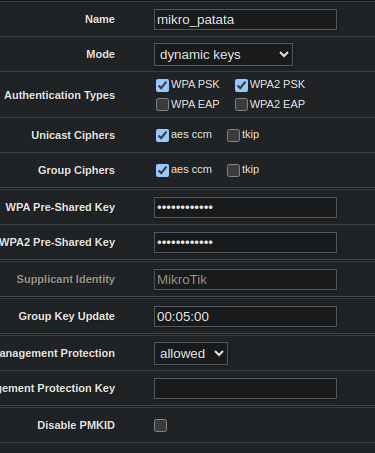 Name mikro_patata
Mode dynamic keys
Authentication Types WPA PSK WPA2 PSK
WPA EAP WPA2 EAP
Unicast Ciphers aes ccm tkip
Group Ciphers aes ccm tkip
WPA Pre-Shared Key ••••••••••••
WPA2 Pre-Shared Key ••••••••••••
Supplicant Identity MikroTik
Group Key Update 00:05:00
anagement Protection allowed
gement Protection Key
Disable PMKID